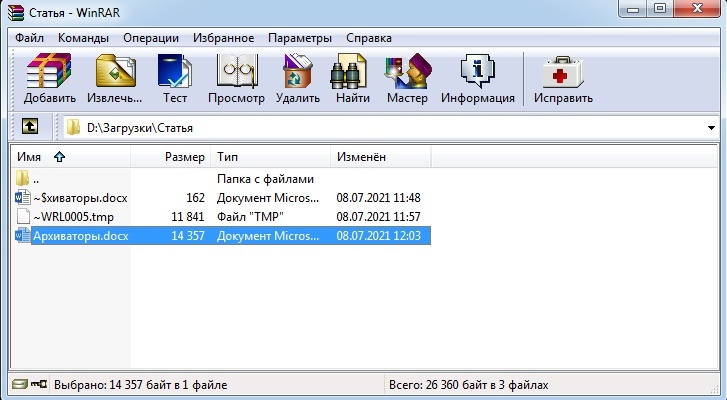 Статья - WinRAR
Файл Команды Операции Избранное Параметры Справка
Добавить Извлечь... Тест Просмотр Удалить Найти Мастер Информация Исправить
D:\Загрузки\Статья
Имя Размер Тип Изменён
.. Папка с файлами
~$хиваторы.docx 162 Документ Micros... 08.07.2021 11:48
~WRL0005.tmp 11 841 Файл "TMP" 08.07.2021 11:57
Архиваторы.docx 14 357 Документ Micros... 08.07.2021 12:03
Выбрано: 14 357 байт в 1 файле Всего: 26 360 байт в 3 файлах